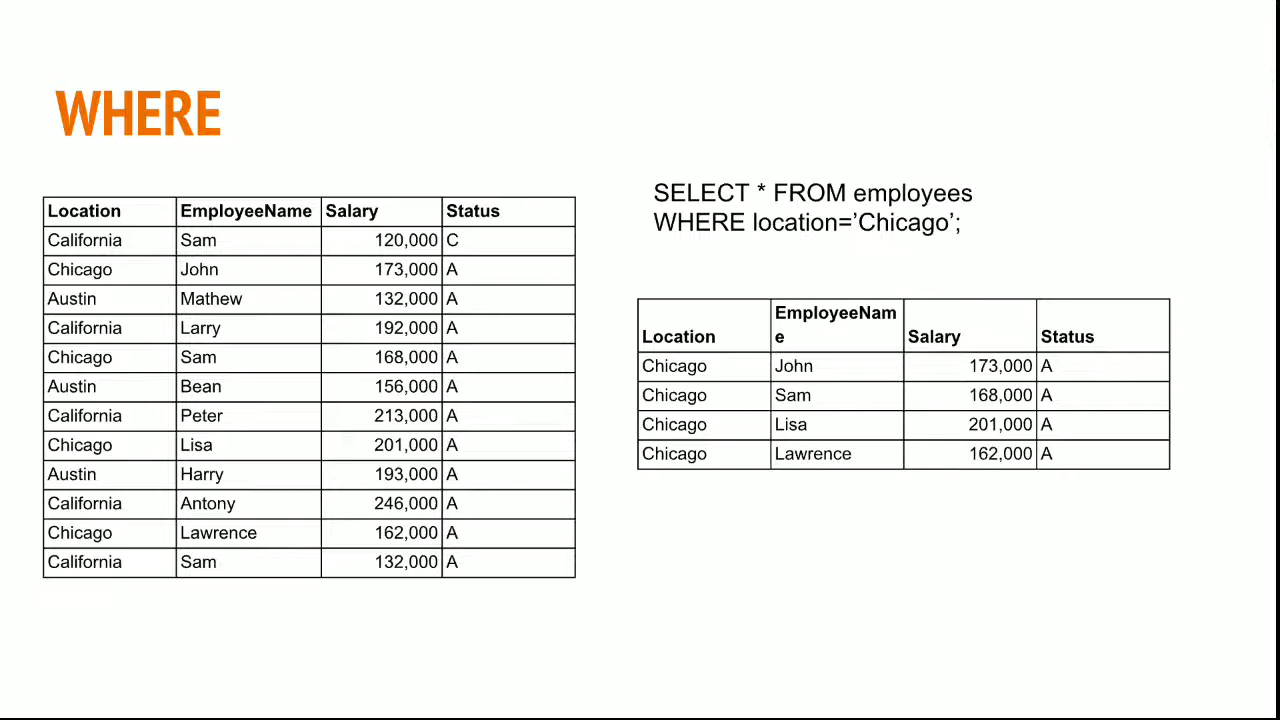 WHERE
Location EmployeeName Salary Status
California Sam 120,000 C
Chicago John 173,000 A
Austin Mathew 132,000 A
California Larry 192,000 A
Chicago Sam 168,000 A
Austin Bean 156,000 A
California Peter 213,000 A
Chicago Lisa 201,000 A
Austin Harry 193,000 A
California Antony 246,000 A
Chicago Lawrence 162,000 A
California Sam 132,000 A
SELECT * FROM employees
WHERE location=’Chicago’;
EmployeeNam
Location e Salary Status
Chicago John 173,000 A
Chicago Sam 168,000 A
Chicago Lisa 201,000 A
Chicago Lawrence 162,000 A